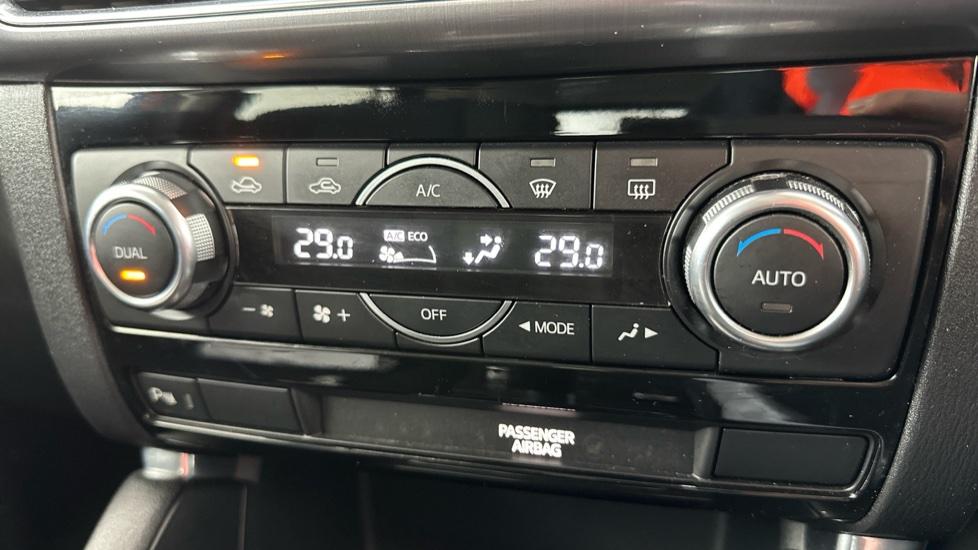 A/C
DUAL
29.0 A/C ECO 29.0
AUTO
- + OFF ◄ MODE ►
P
PASSENGER
AIRBAG